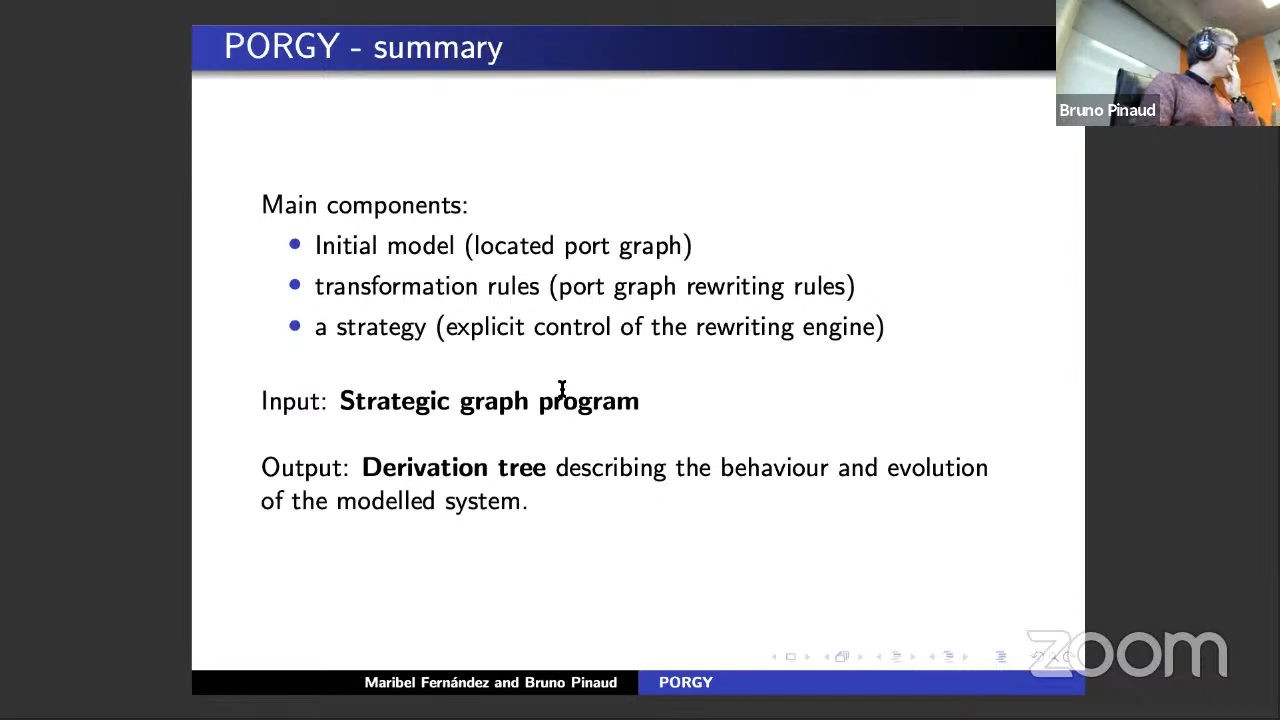 PORGY - summary
Bruno Pinaud
Main components:
Initial model (located port graph)
transformation rules (port graph rewriting rules)
a strategy (explicit control of the rewriting engine)
Input: Strategic graph program
Output: Derivation tree describing the behaviour and evolution
of the modelled system.
zoom
Maribel Fernández and Bruno Pinaud
PORGY